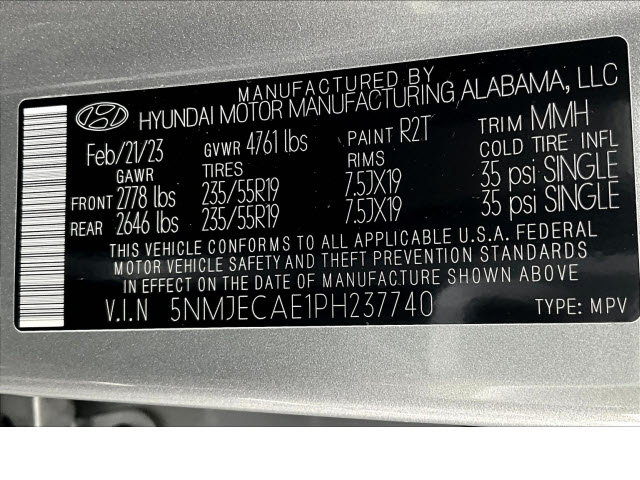 MANUFACTURED BY
HYUNDAI MOTOR MANUFACTURING ALABAMA, LLC
Feb/21/23 GVWR 4761 lbs PAINT R2T TRIM MMH
GAWR TIRES RIMS COLD TIRE INFL
FRONT 2778 lbs 235/55R19 7.5JX19 35 psi SINGLE
REAR 2646 lbs 235/55R19 7.5JX19 35 psi SINGLE
THIS VEHICLE CONFORMS TO ALL APPLICABLE U.S.A. FEDERAL
MOTOR VEHICLE SAFETY AND THEFT PREVENTION STANDARDS
IN EFFECT ON THE DATE OF MANUFACTURE SHOWN ABOVE
V.I.N 5NMJECAE1PH237740 TYPE: MPV